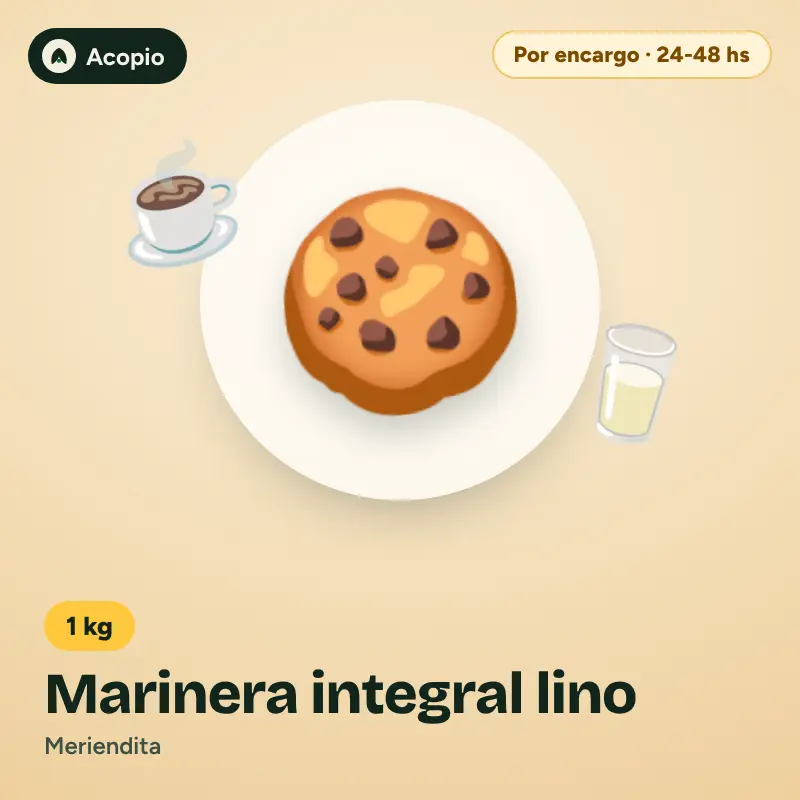 Acopio
Por encargo · 24-48 hs
1 kg
Marinera integral lino
Meriendita